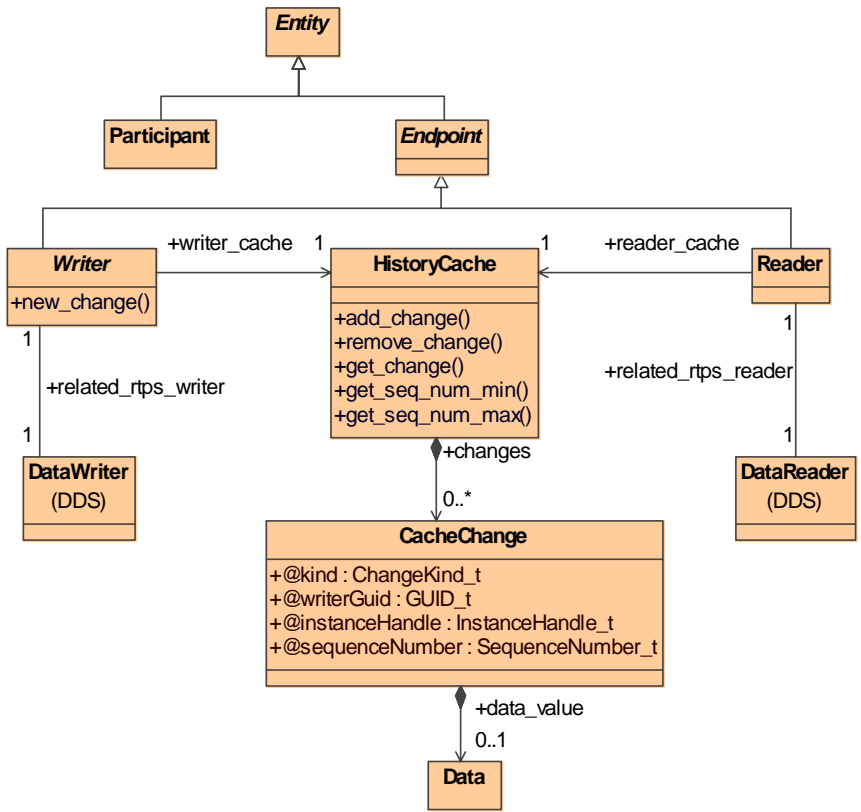 Entity
Participant
Endpoint
+writer_cache
1
1
+reader_cache
Writer
+new_change()
HistoryCache
+add_change()
+remove_change()
+get_change()
+get_seq_num_min()
+get_seq_num_max()
Reader
1
+related_rtps_writer
1
1
+related_rtps_reader
1
DataWriter
(DDS)
+changes
0..*
DataReader
(DDS)
CacheChange
+@kind : ChangeKind_t
+@writerGuid : GUID_t
+@instanceHandle : InstanceHandle_t
+@sequenceNumber : SequenceNumber_t
+data_value
0..1
Data